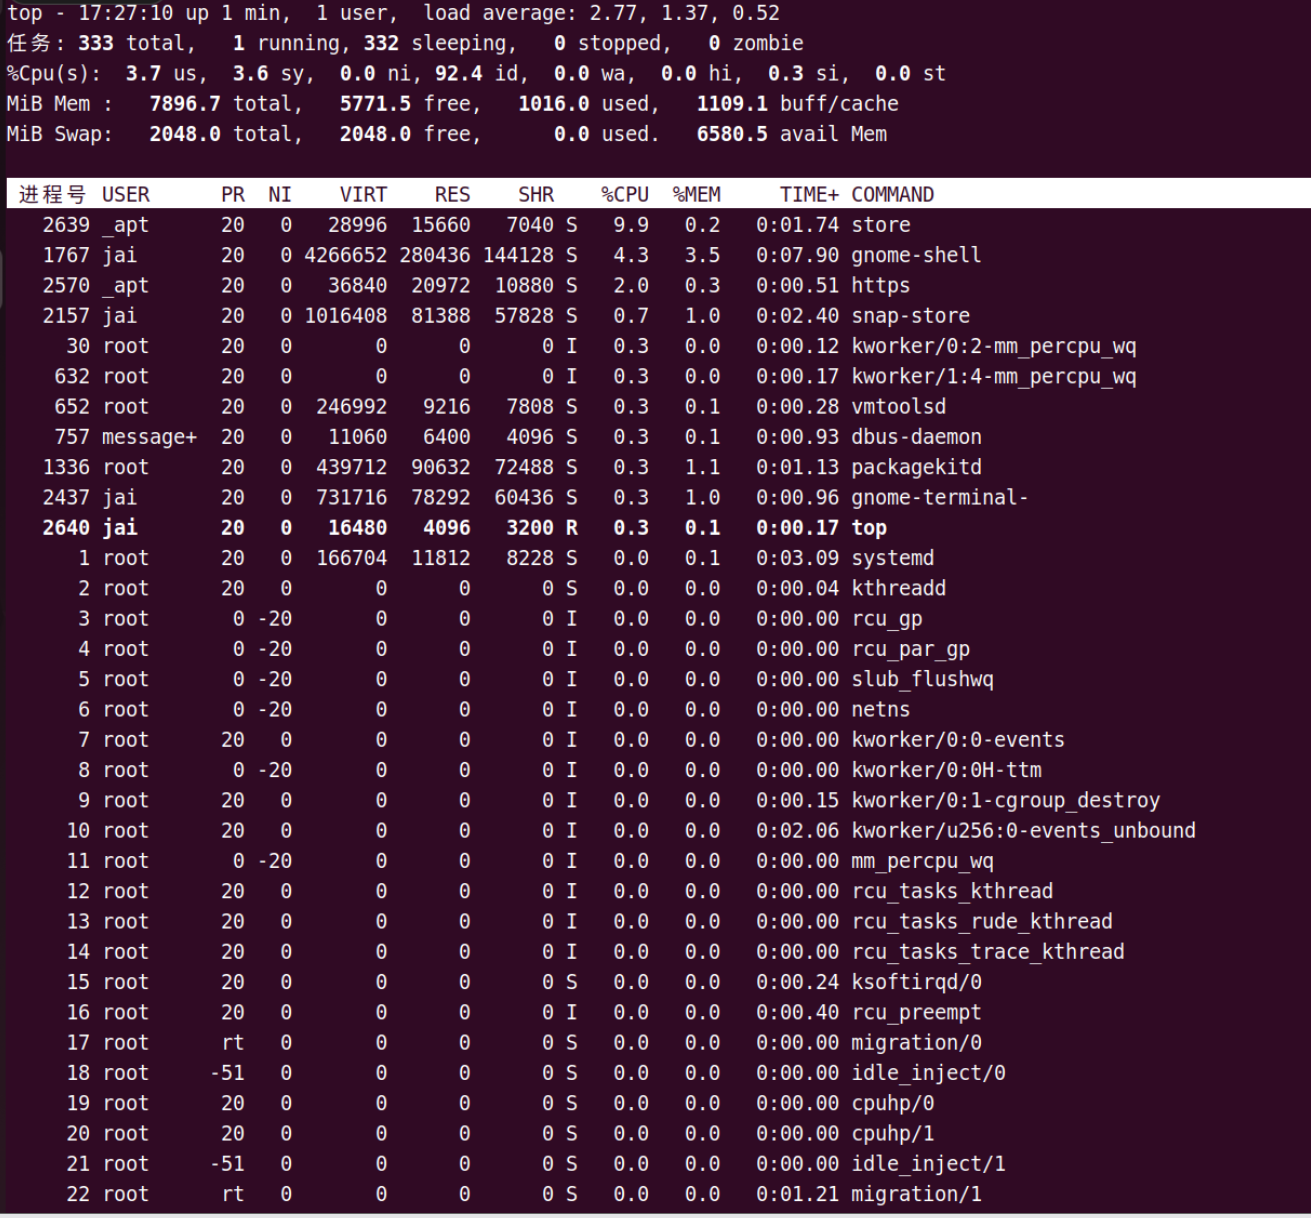 top - 17:27:10 up 1 min,  1 user,  load average: 2.77, 1.37, 0.52
任务: 333 total,   1 running, 332 sleeping,   0 stopped,   0 zombie
%Cpu(s):  3.7 us,  3.6 sy,  0.0 ni, 92.4 id,  0.0 wa,  0.0 hi,  0.3 si,  0.0 st
MiB Mem :   7896.7 total,   5771.5 free,   1016.0 used,   1109.1 buff/cache
MiB Swap:   2048.0 total,   2048.0 free,      0.0 used.   6580.5 avail Mem
进程号 USER      PR  NI    VIRT    RES    SHR    %CPU  %MEM     TIME+ COMMAND
2639 _apt      20   0   28996  15660   7040 S   9.9   0.2   0:01.74 store
1767 jai       20   0 4266652 280436 144128 S   4.3   3.5   0:07.90 gnome-shell
2570 _apt      20   0   36840  20972  10880 S   2.0   0.3   0:00.51 https
2157 jai       20   0 1016408  81388  57828 S   0.7   1.0   0:02.40 snap-store
30 root      20   0       0      0      0 I   0.3   0.0   0:00.12 kworker/0:2-mm_percpu_wq
632 root      20   0       0      0      0 I   0.3   0.0   0:00.17 kworker/1:4-mm_percpu_wq
652 root      20   0  246992   9216   7808 S   0.3   0.1   0:00.28 vmtoolsd
757 message+  20   0   11060   6400   4096 S   0.3   0.1   0:00.93 dbus-daemon
1336 root      20   0  439712  90632  72488 S   0.3   1.1   0:01.13 packagekitd
2437 jai       20   0  731716  78292  60436 S   0.3   1.0   0:00.96 gnome-terminal-
2640 jai       20   0   16480   4096   3200 R   0.3   0.1   0:00.17 top
1 root      20   0  166704  11812   8228 S   0.0   0.1   0:03.09 systemd
2 root      20   0       0      0      0 S   0.0   0.0   0:00.04 kthreadd
3 root       0 -20       0      0      0 I   0.0   0.0   0:00.00 rcu_gp
4 root       0 -20       0      0      0 I   0.0   0.0   0:00.00 rcu_par_gp
5 root       0 -20       0      0      0 I   0.0   0.0   0:00.00 slub_flushwq
6 root       0 -20       0      0      0 I   0.0   0.0   0:00.00 netns
7 root      20   0       0      0      0 I   0.0   0.0   0:00.00 kworker/0:0-events
8 root       0 -20       0      0      0 I   0.0   0.0   0:00.00 kworker/0:0H-ttm
9 root      20   0       0      0      0 I   0.0   0.0   0:00.15 kworker/0:1-cgroup_destroy
10 root      20   0       0      0      0 I   0.0   0.0   0:02.06 kworker/u256:0-events_unbound
11 root       0 -20       0      0      0 I   0.0   0.0   0:00.00 mm_percpu_wq
12 root      20   0       0      0      0 I   0.0   0.0   0:00.00 rcu_tasks_kthread
13 root      20   0       0      0      0 I   0.0   0.0   0:00.00 rcu_tasks_rude_kthread
14 root      20   0       0      0      0 I   0.0   0.0   0:00.00 rcu_tasks_trace_kthread
15 root      20   0       0      0      0 S   0.0   0.0   0:00.24 ksoftirqd/0
16 root      20   0       0      0      0 I   0.0   0.0   0:00.40 rcu_preempt
17 root      rt   0       0      0      0 S   0.0   0.0   0:00.00 migration/0
18 root     -51   0       0      0      0 S   0.0   0.0   0:00.00 idle_inject/0
19 root      20   0       0      0      0 S   0.0   0.0   0:00.00 cpuhp/0
20 root      20   0       0      0      0 S   0.0   0.0   0:00.00 cpuhp/1
21 root     -51   0       0      0      0 S   0.0   0.0   0:00.00 idle_inject/1
22 root      rt   0       0      0      0 S   0.0   0.0   0:01.21 migration/1